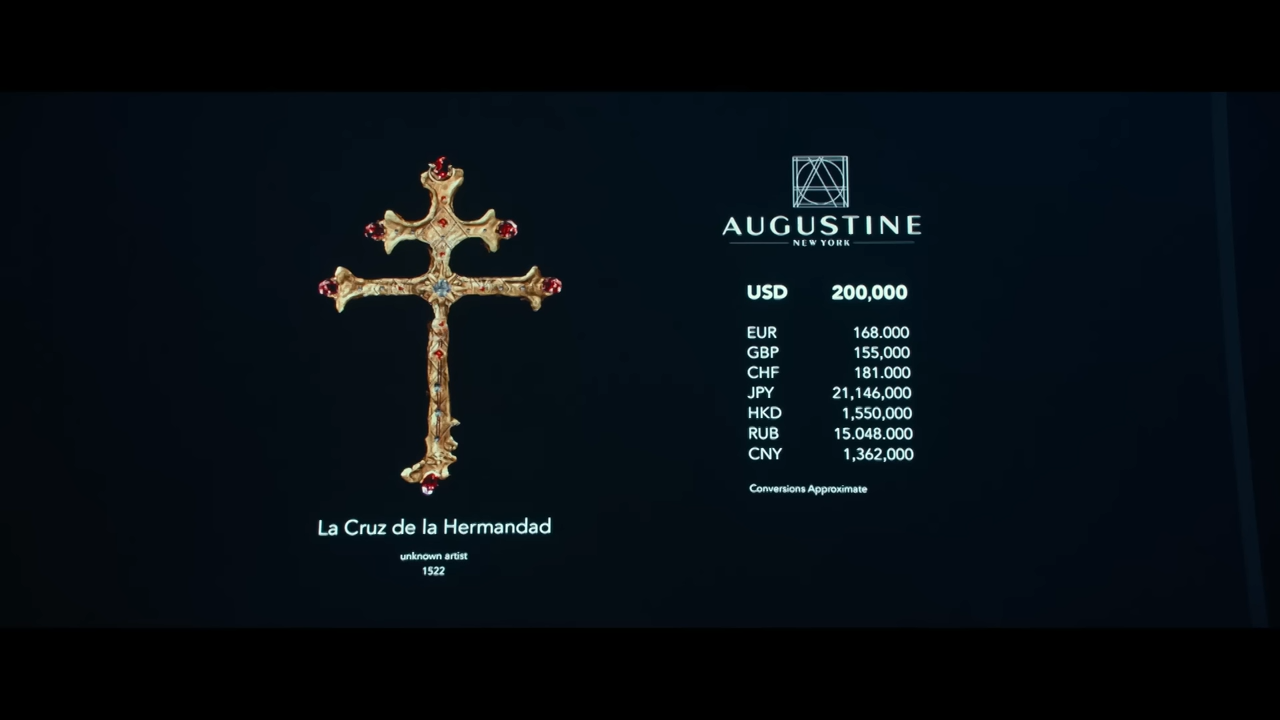 AUGUSTINE
NEW YORK
USD 200,000
EUR 168.000
GBP 155,000
CHF 181.000
JPY 21,146,000
HKD 1,550,000
RUB 15.048.000
CNY 1,362,000
Conversions Approximate
La Cruz de la Hermandad
unknown artist
1522